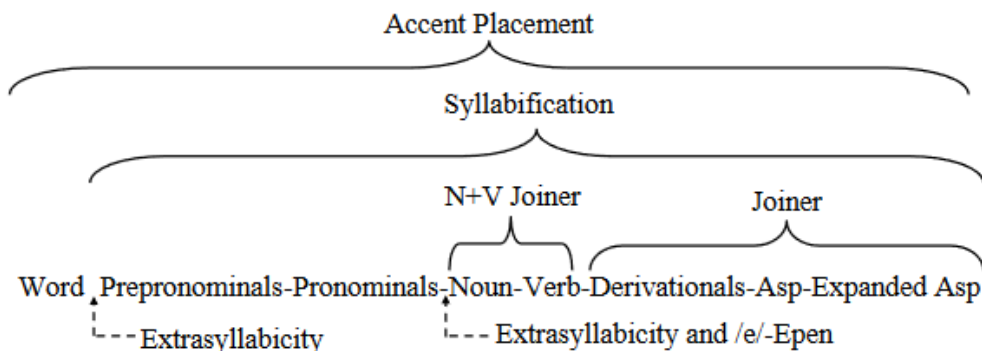 Accent Placement
Syllabification
N+V Joiner Joiner
Word Prepronominals-Pronominals-Noun-Verb-Derivationals-Asp-Expanded Asp
Extrasyllabicity Extrasyllabicity and /e/-Epen